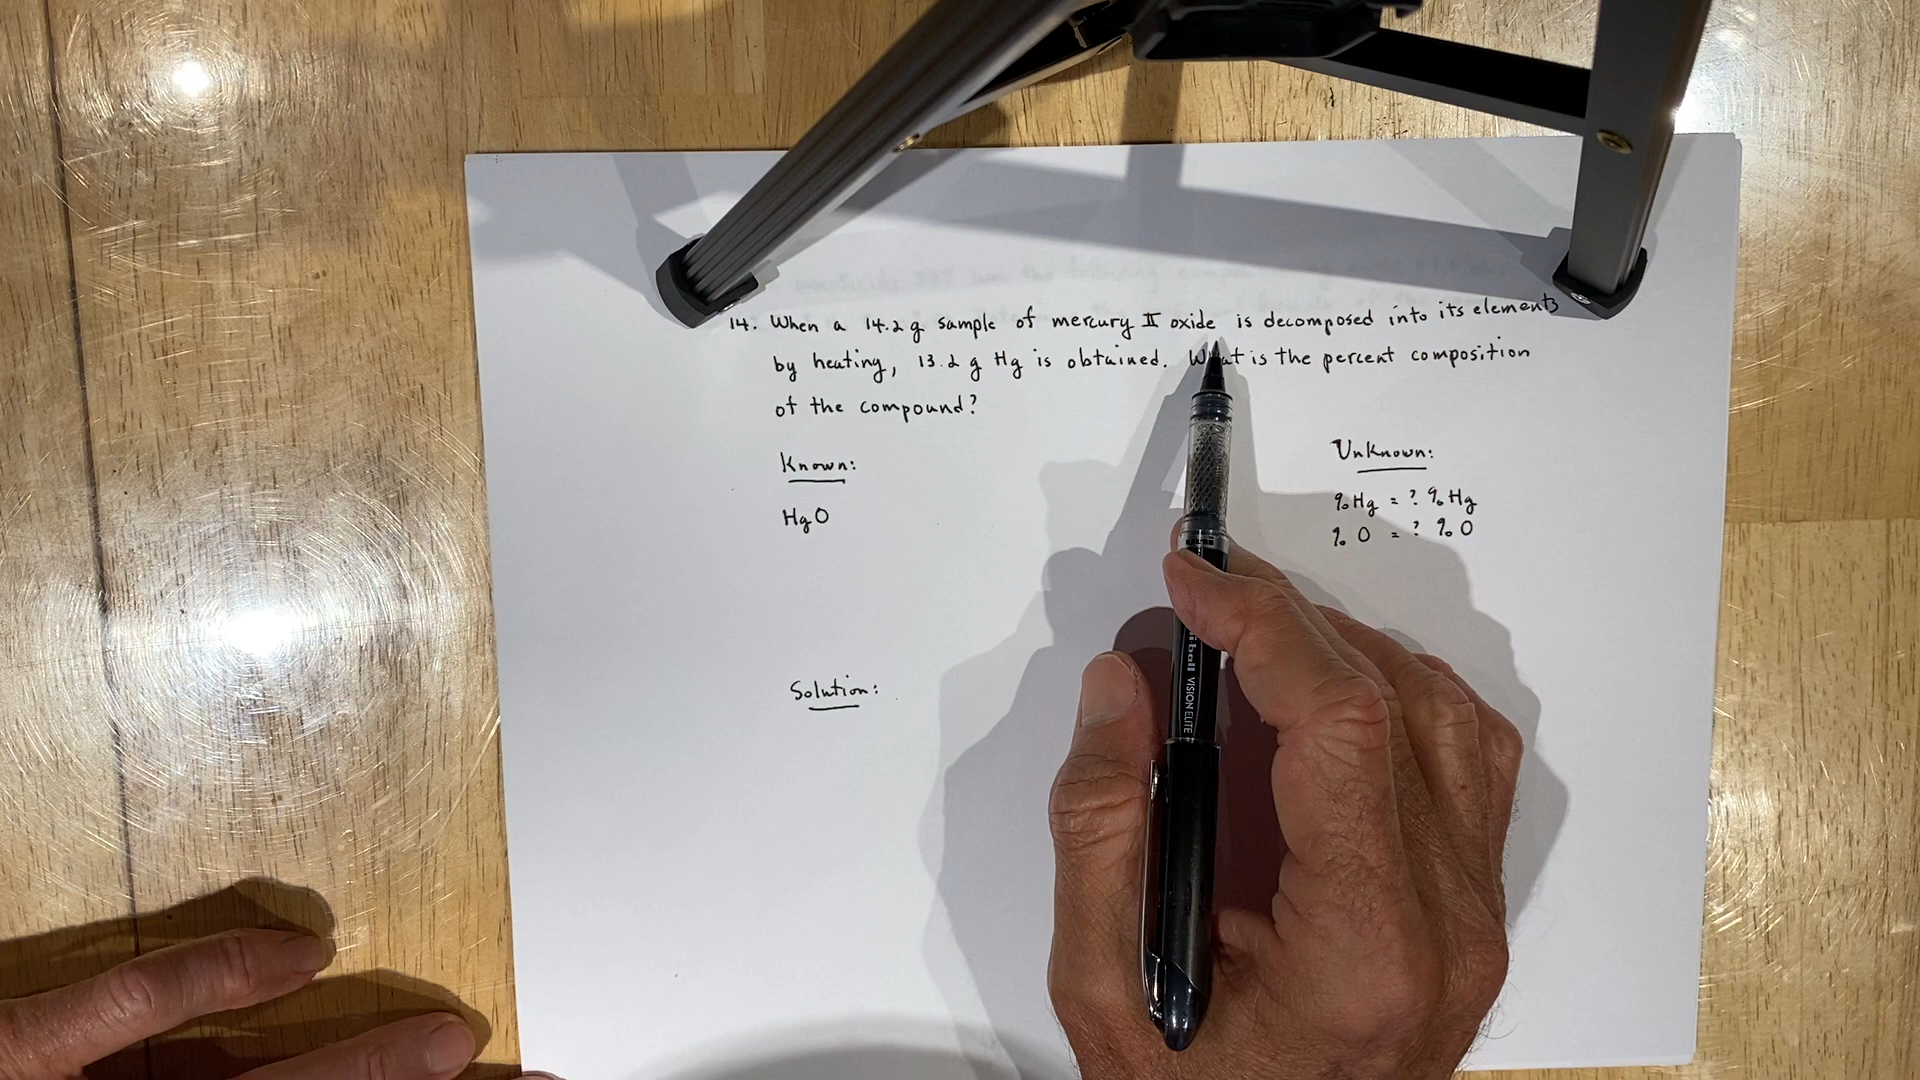 14. When a 14.2 g sample of mercury II oxide is decomposed into its elements
by heating, 13.2 g Hg is obtained. What is the percent composition
of the compound?
Known:
HgO
Unknown:
% Hg = ? % Hg
% O = ? % O
Solution:
VISION ELITE